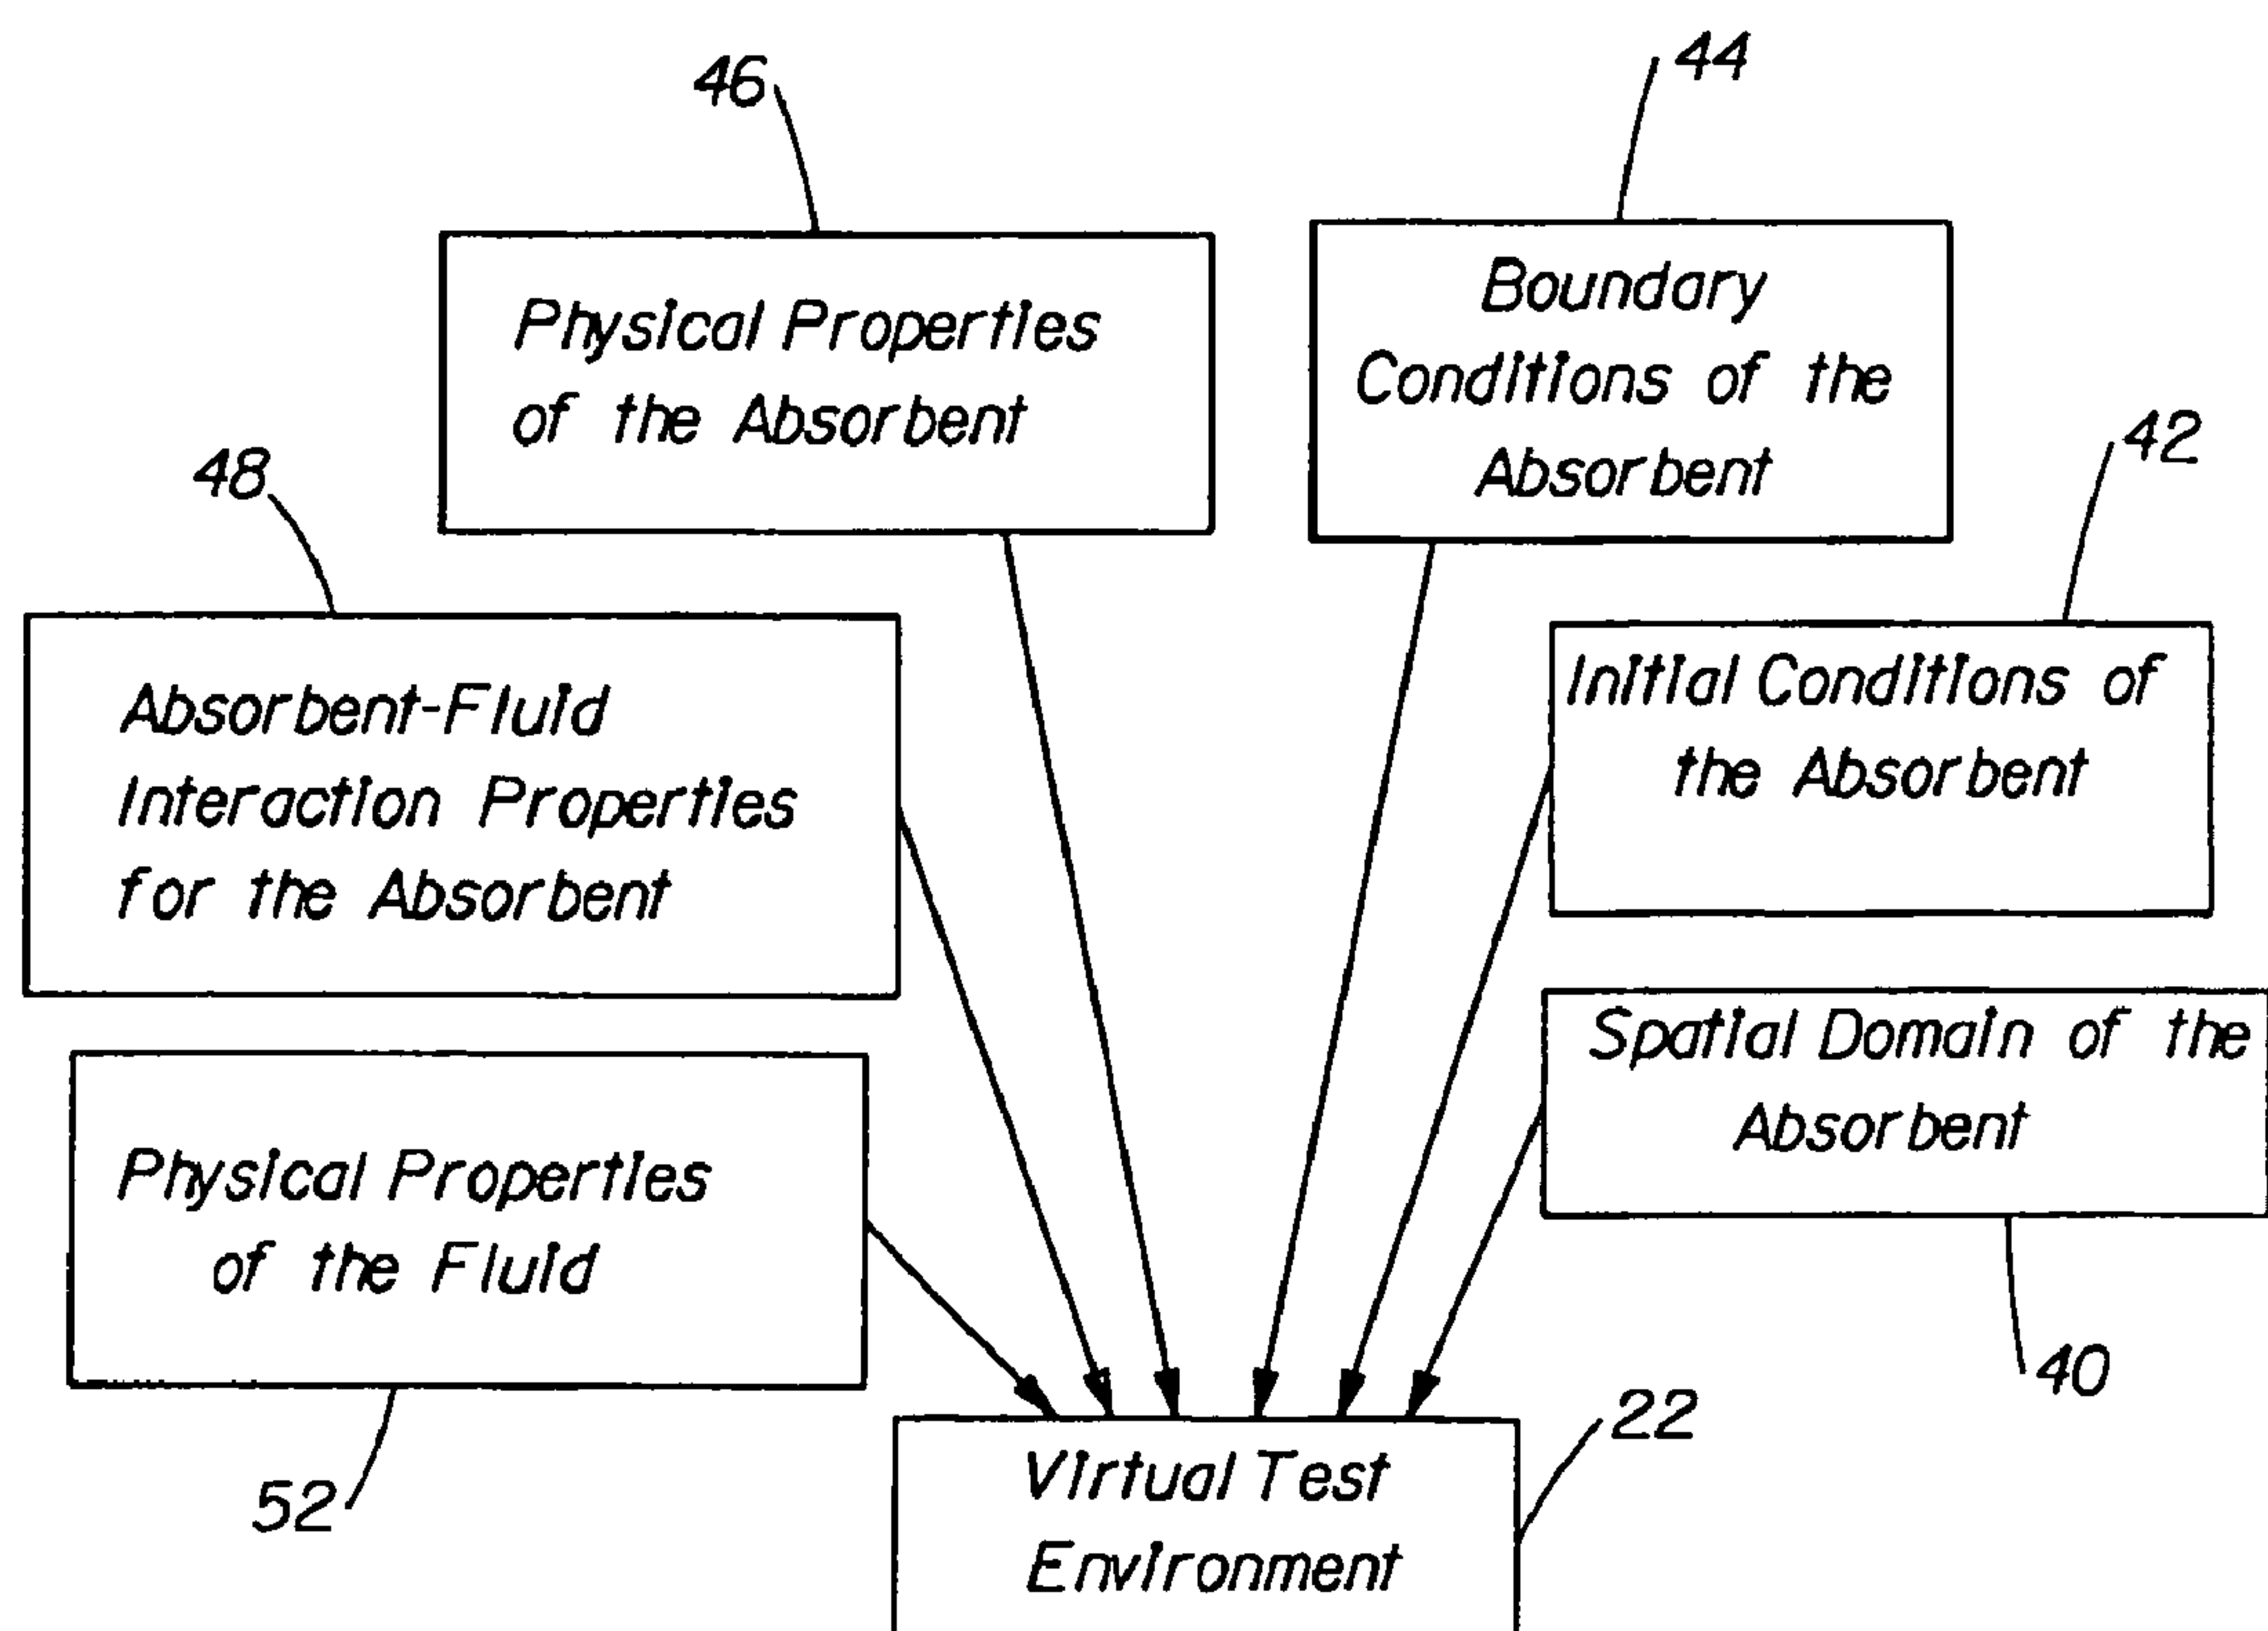 46
44
Physical Properties
of the Absorbent
Boundary
Conditions of the
Absorbent
48
42
Absorbent-Fluid
Interaction Properties
for the Absorbent
Initial Conditions of
the Absorbent
Physical Properties
of the Fluid
Spatial Domain of the
Absorbent
52
40
22
Virtual Test
Environment